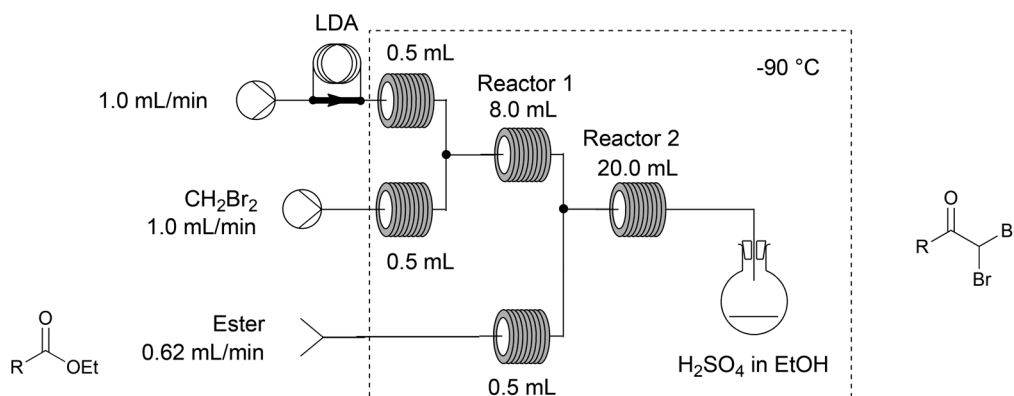 LDA
0.5 mL
-90 °C
1.0 mL/min
Reactor 1
8.0 mL
Reactor 2
20.0 mL
CH₂Br₂
1.0 mL/min
0.5 mL
O
R
B
Br
Ester
0.62 mL/min
O
R
OEt
H₂SO₄ in EtOH
0.5 mL